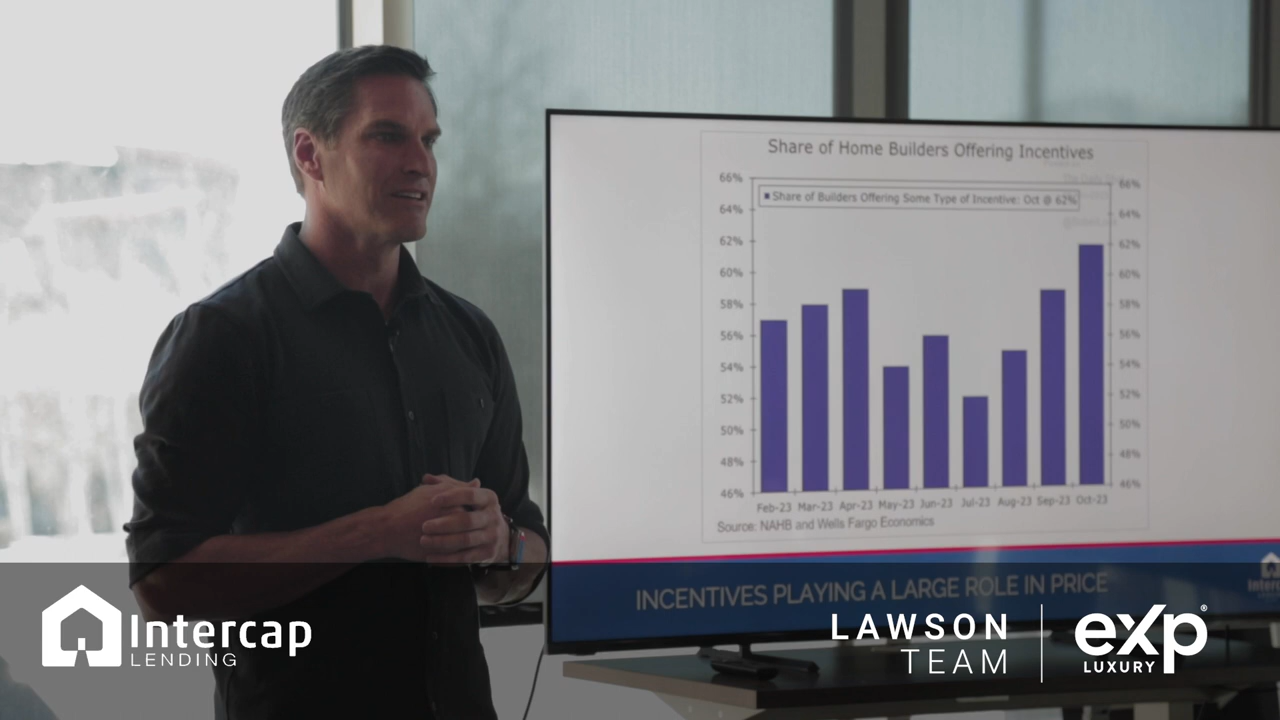 Share of Home Builders Offering Incentives
66%
64%
62%
60%
58%
56%
54%
52%
50%
48%
46%
Share of Builders Offering Some Type of Incentive: Oct @ 62%
66%
64%
62%
60%
58%
56%
54%
52%
50%
48%
46%
Feb-23 Mar-23 Apr-23 May-23 Jun-23 Jul-23 Aug-23 Sep-23 Oct-23
Source: NAHB and Wells Fargo Economics
INCENTIVES PLAYING A LARGE ROLE IN PRICE
Intercap
LENDING
LAWSON
TEAM
eXp®
LUXURY